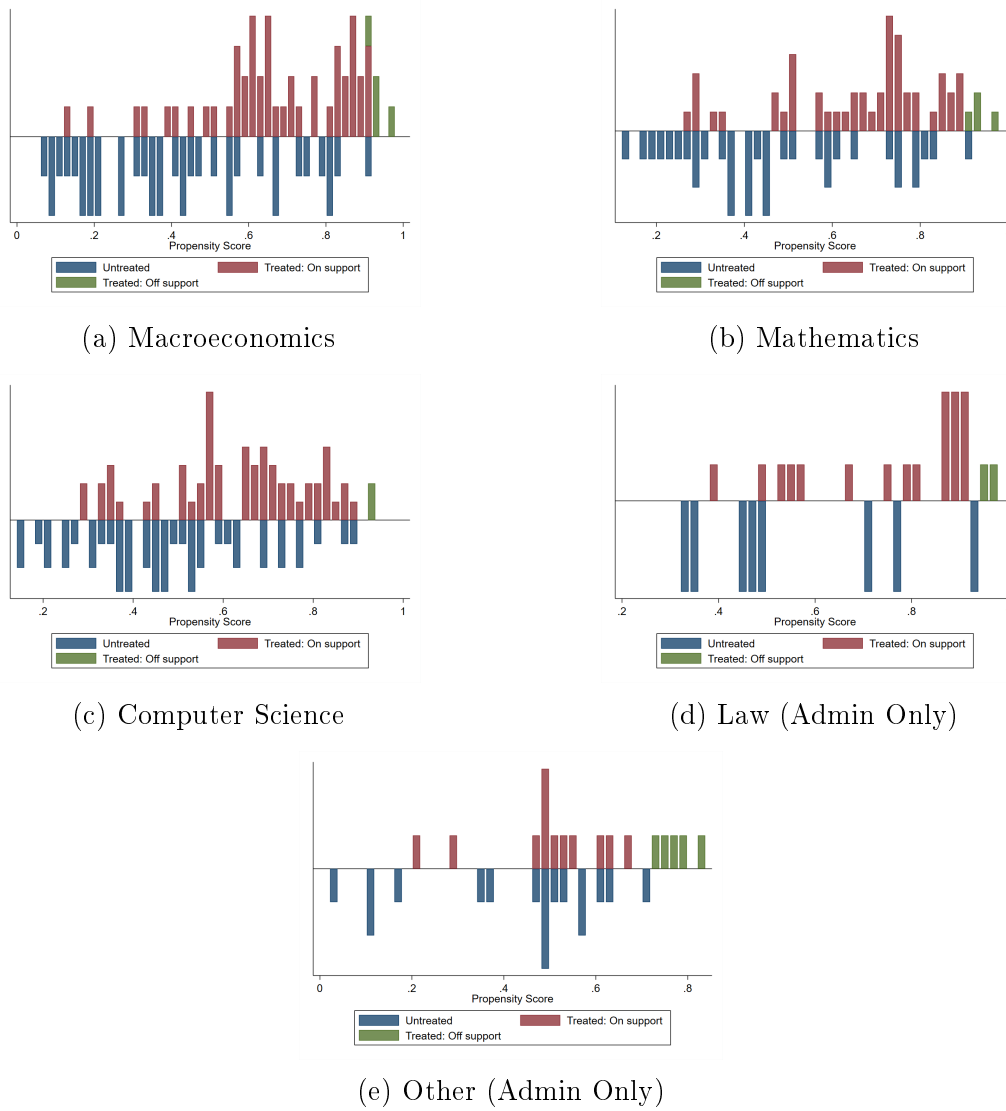 0 .2 .4 .6 .8 1
Propensity Score
Untreated Treated: On support
Treated: Off support
(a) Macroeconomics
.2 .4 .6 .8
Propensity Score
Untreated Treated: On support
Treated: Off support
(b) Mathematics
.2 .4 .6 .8 1
Propensity Score
Untreated Treated: On support
Treated: Off support
(c) Computer Science
.2 .4 .6 .8
Propensity Score
Untreated Treated: On support
Treated: Off support
(d) Law (Admin Only)
0 .2 .4 .6 .8
Propensity Score
Untreated Treated: On support
Treated: Off support
(e) Other (Admin Only)